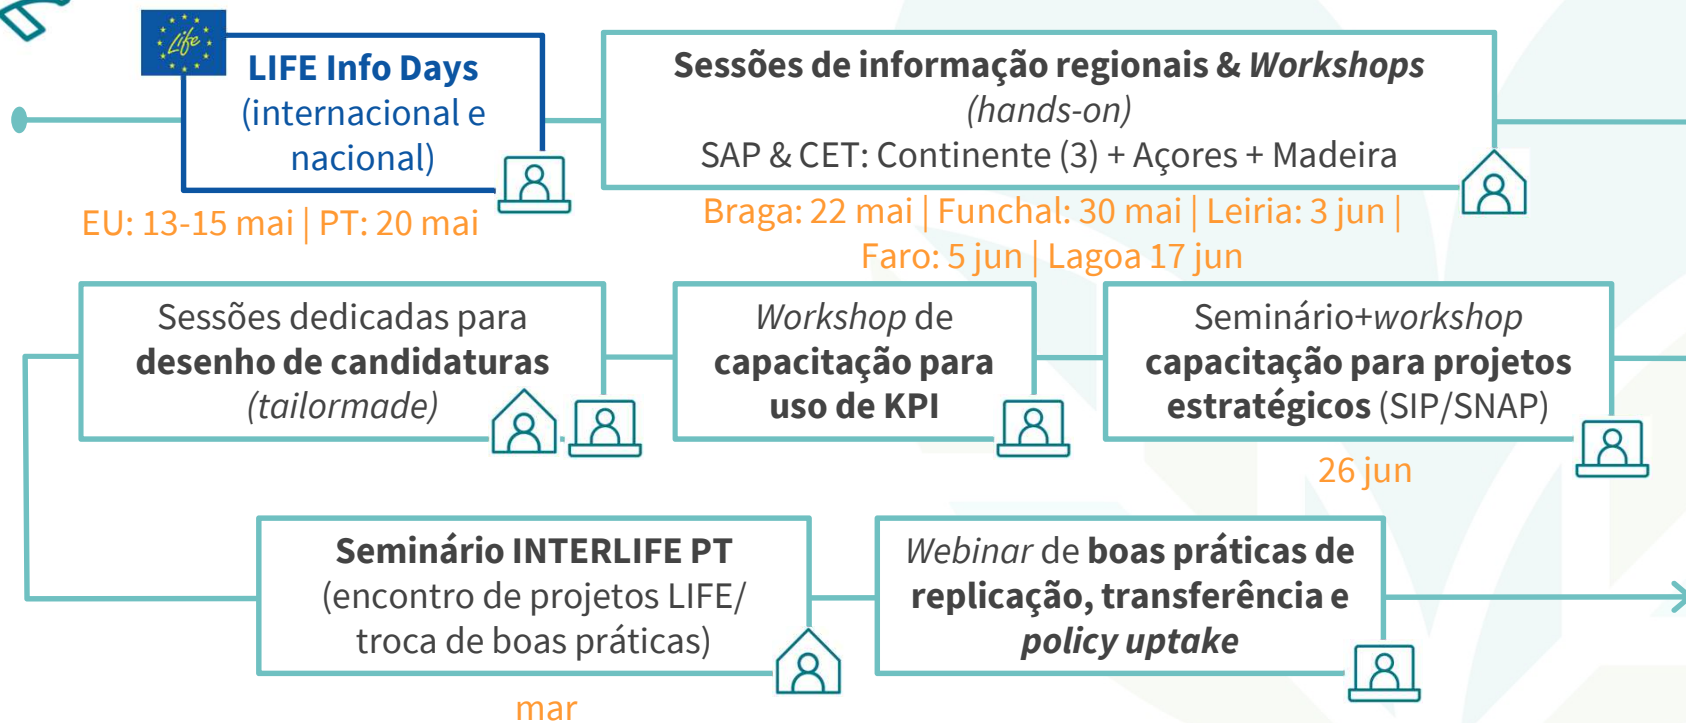 Life
LIFE Info Days
(internacional e
nacional)
EU: 13-15 mai | PT: 20 mai
Sessões de informação regionais & Workshops
(hands-on)
SAP & CET: Continente (3) + Açores + Madeira
Braga: 22 mai | Funchal: 30 mai | Leiria: 3 jun |
Faro: 5 jun | Lagoa 17 jun
Sessões dedicadas para
desenho de candidaturas
(tailormade)
Workshop de
capacitação para
uso de KPI
Seminário+workshop
capacitação para projetos
estratégicos (SIP/SNAP)
26 jun
Seminário INTERLIFE PT
(encontro de projetos LIFE/
troca de boas práticas)
mar
Webinar de boas práticas de
replicação, transferência e
policy uptake